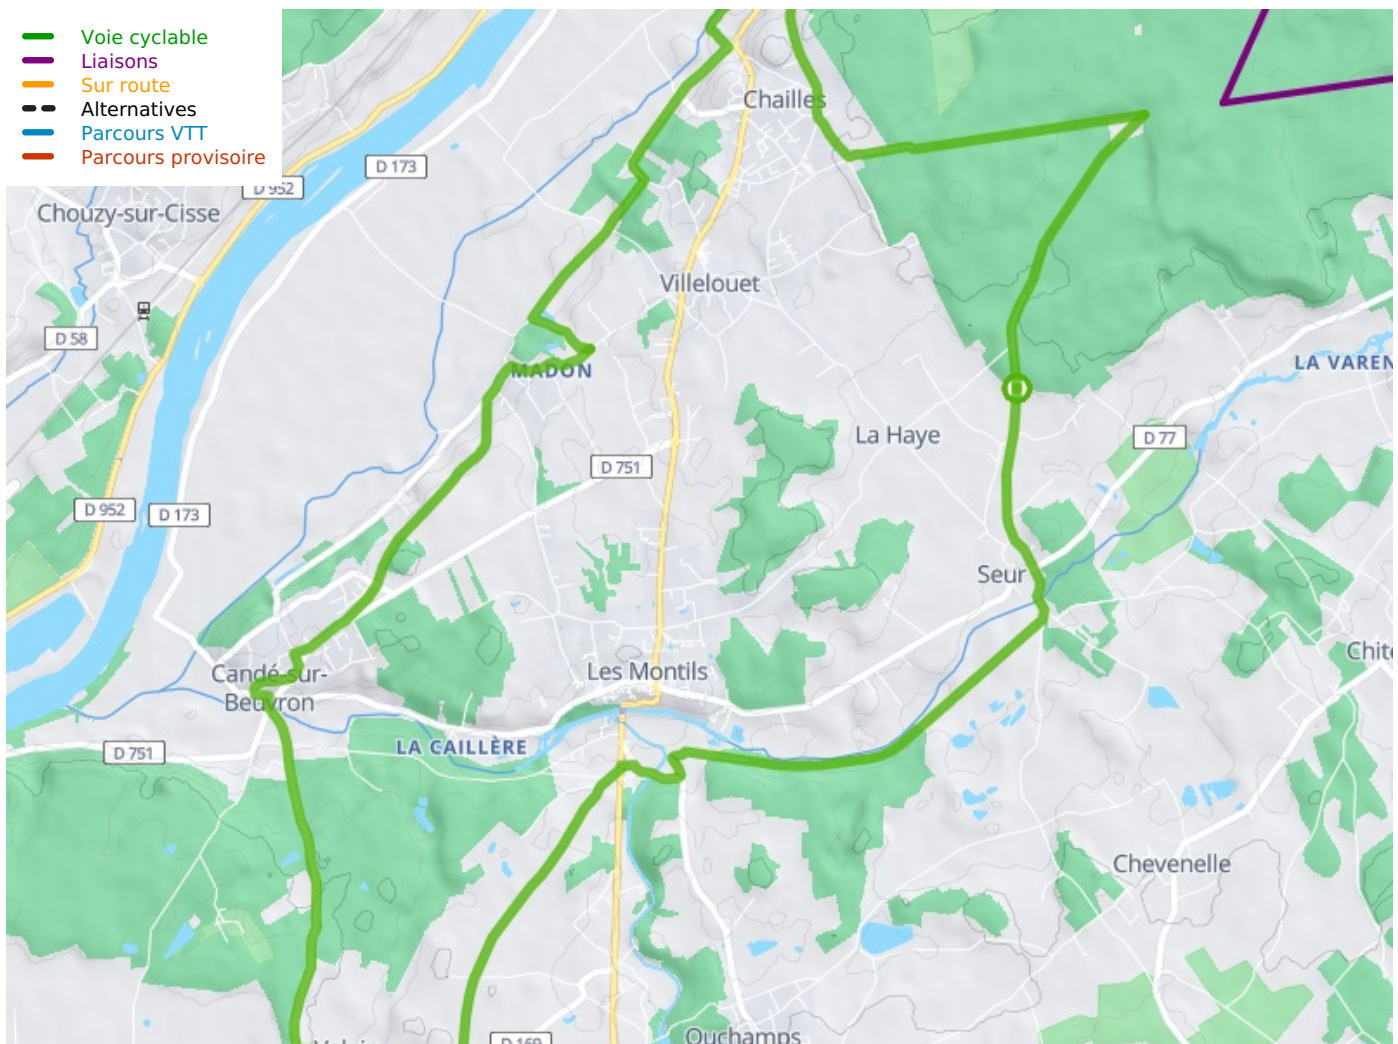 Voie cyclable
Liaisons
Sur route
Alternatives
Parcours VTT
Parcours provisoire
Chailles
D 173
D 952
Chouzy-sur-Cisse
Villelouet
D 58
LA VAREN
MADON
La Haye
D 77
D 751
D 952
D 173
Seur
Chite
Les Montils
Candé-sur-
Beuvron
LA CAILLÈRE
D 751
Chevenelle
Ouchamps
D 169